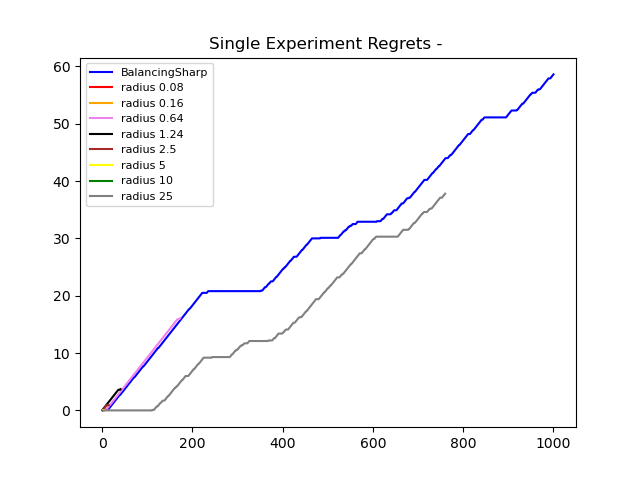 Single Experiment Regrets -
BalancingSharp
radius 0.08
radius 0.16
radius 0.64
radius 1.24
radius 2.5
radius 5
radius 10
radius 25
60
50
40
30
20
10
0
0 200 400 600 800 1000